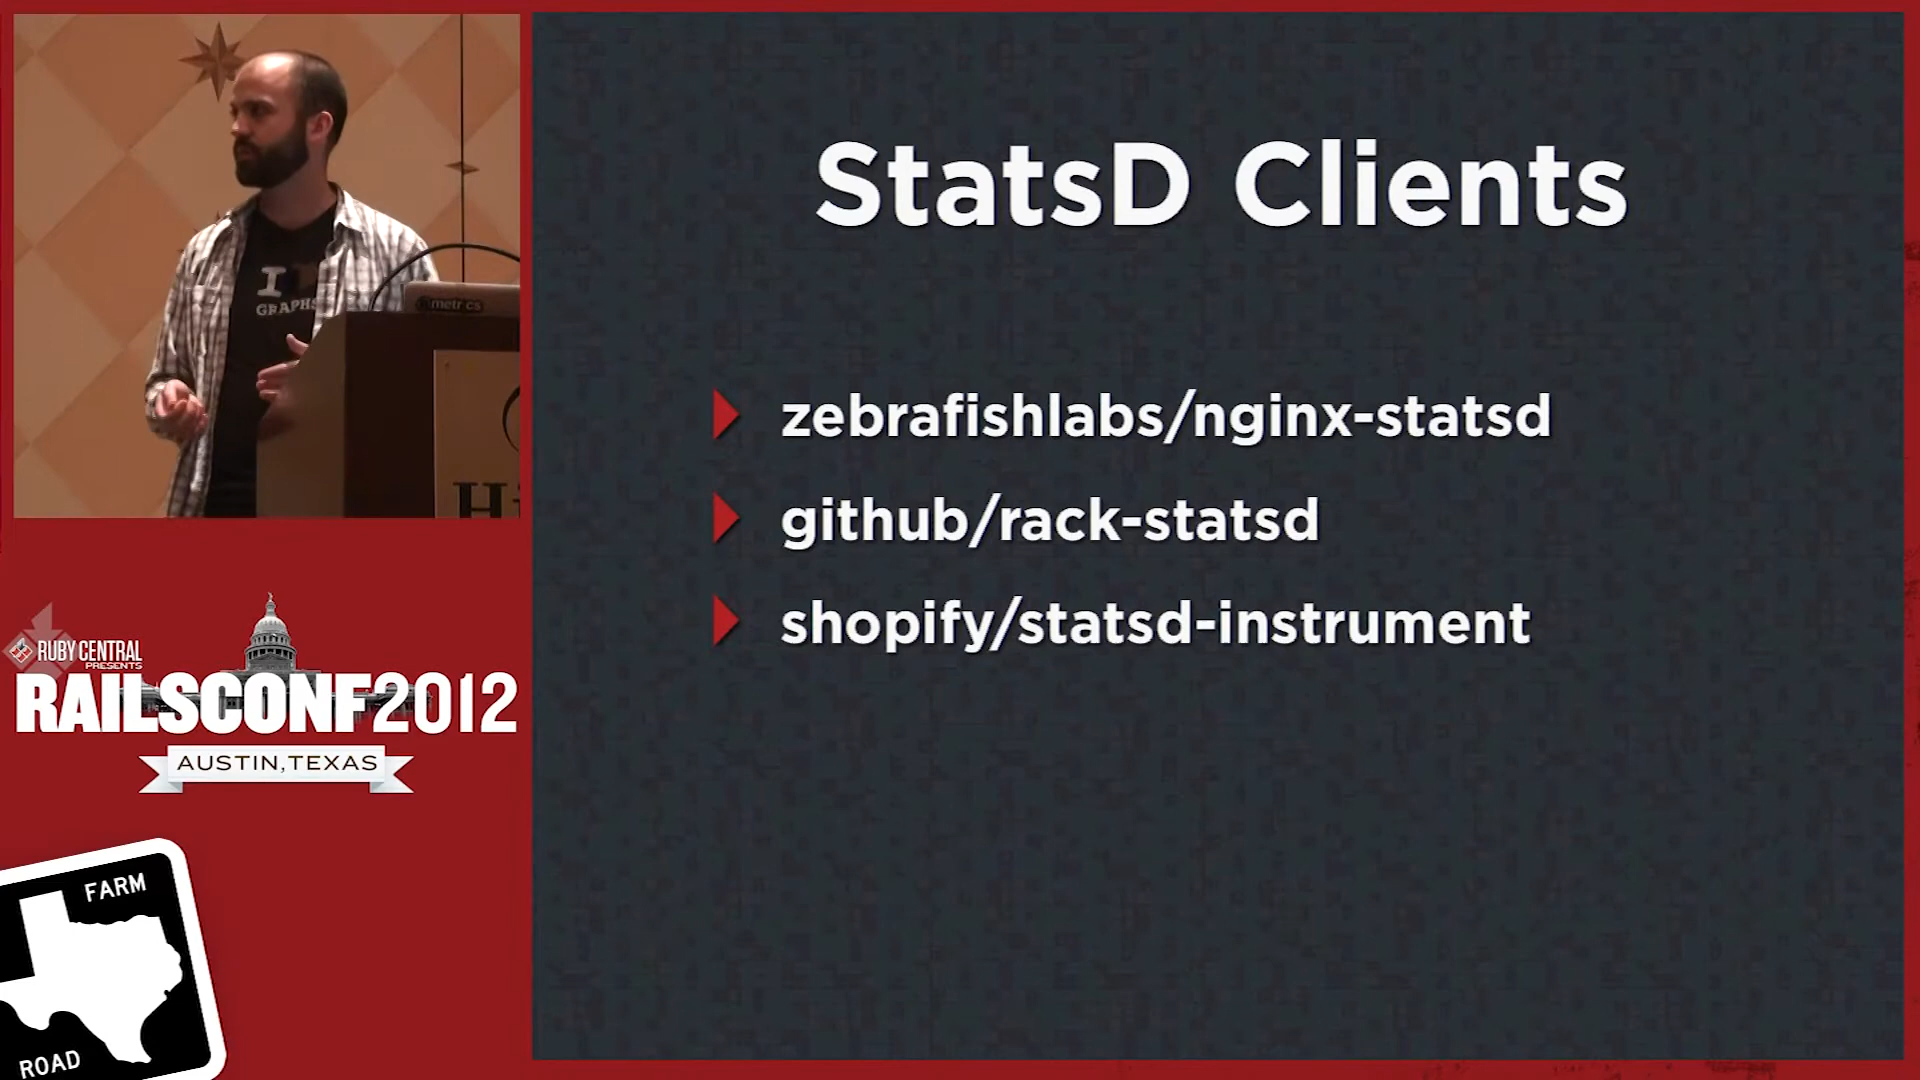 StatsD Clients
zebrafishlabs/nginx-statsd
github/rack-statsd
shopify/statsd-instrument
I
GRAPHS
metrics
RUBY CENTRAL
PRESENTS
RAILSCONF2012
AUSTIN, TEXAS
FARM
ROAD